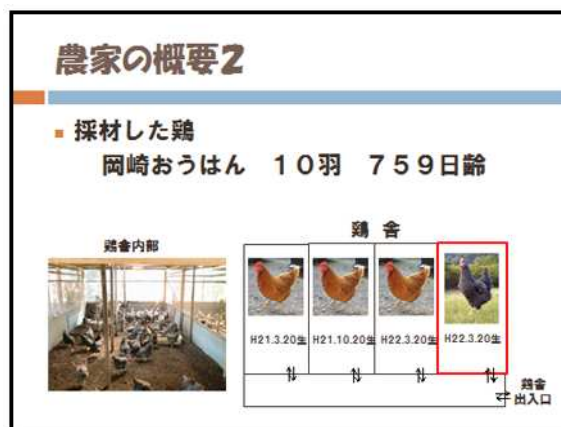 農家の概要2
採材した鶏
岡崎おうはん 10羽 759日齢
鶏舎内部
鶏 舎
H21.3.20生
H21.10.20生
H22.3.20生
H22.3.20生
鶏舎
出入口